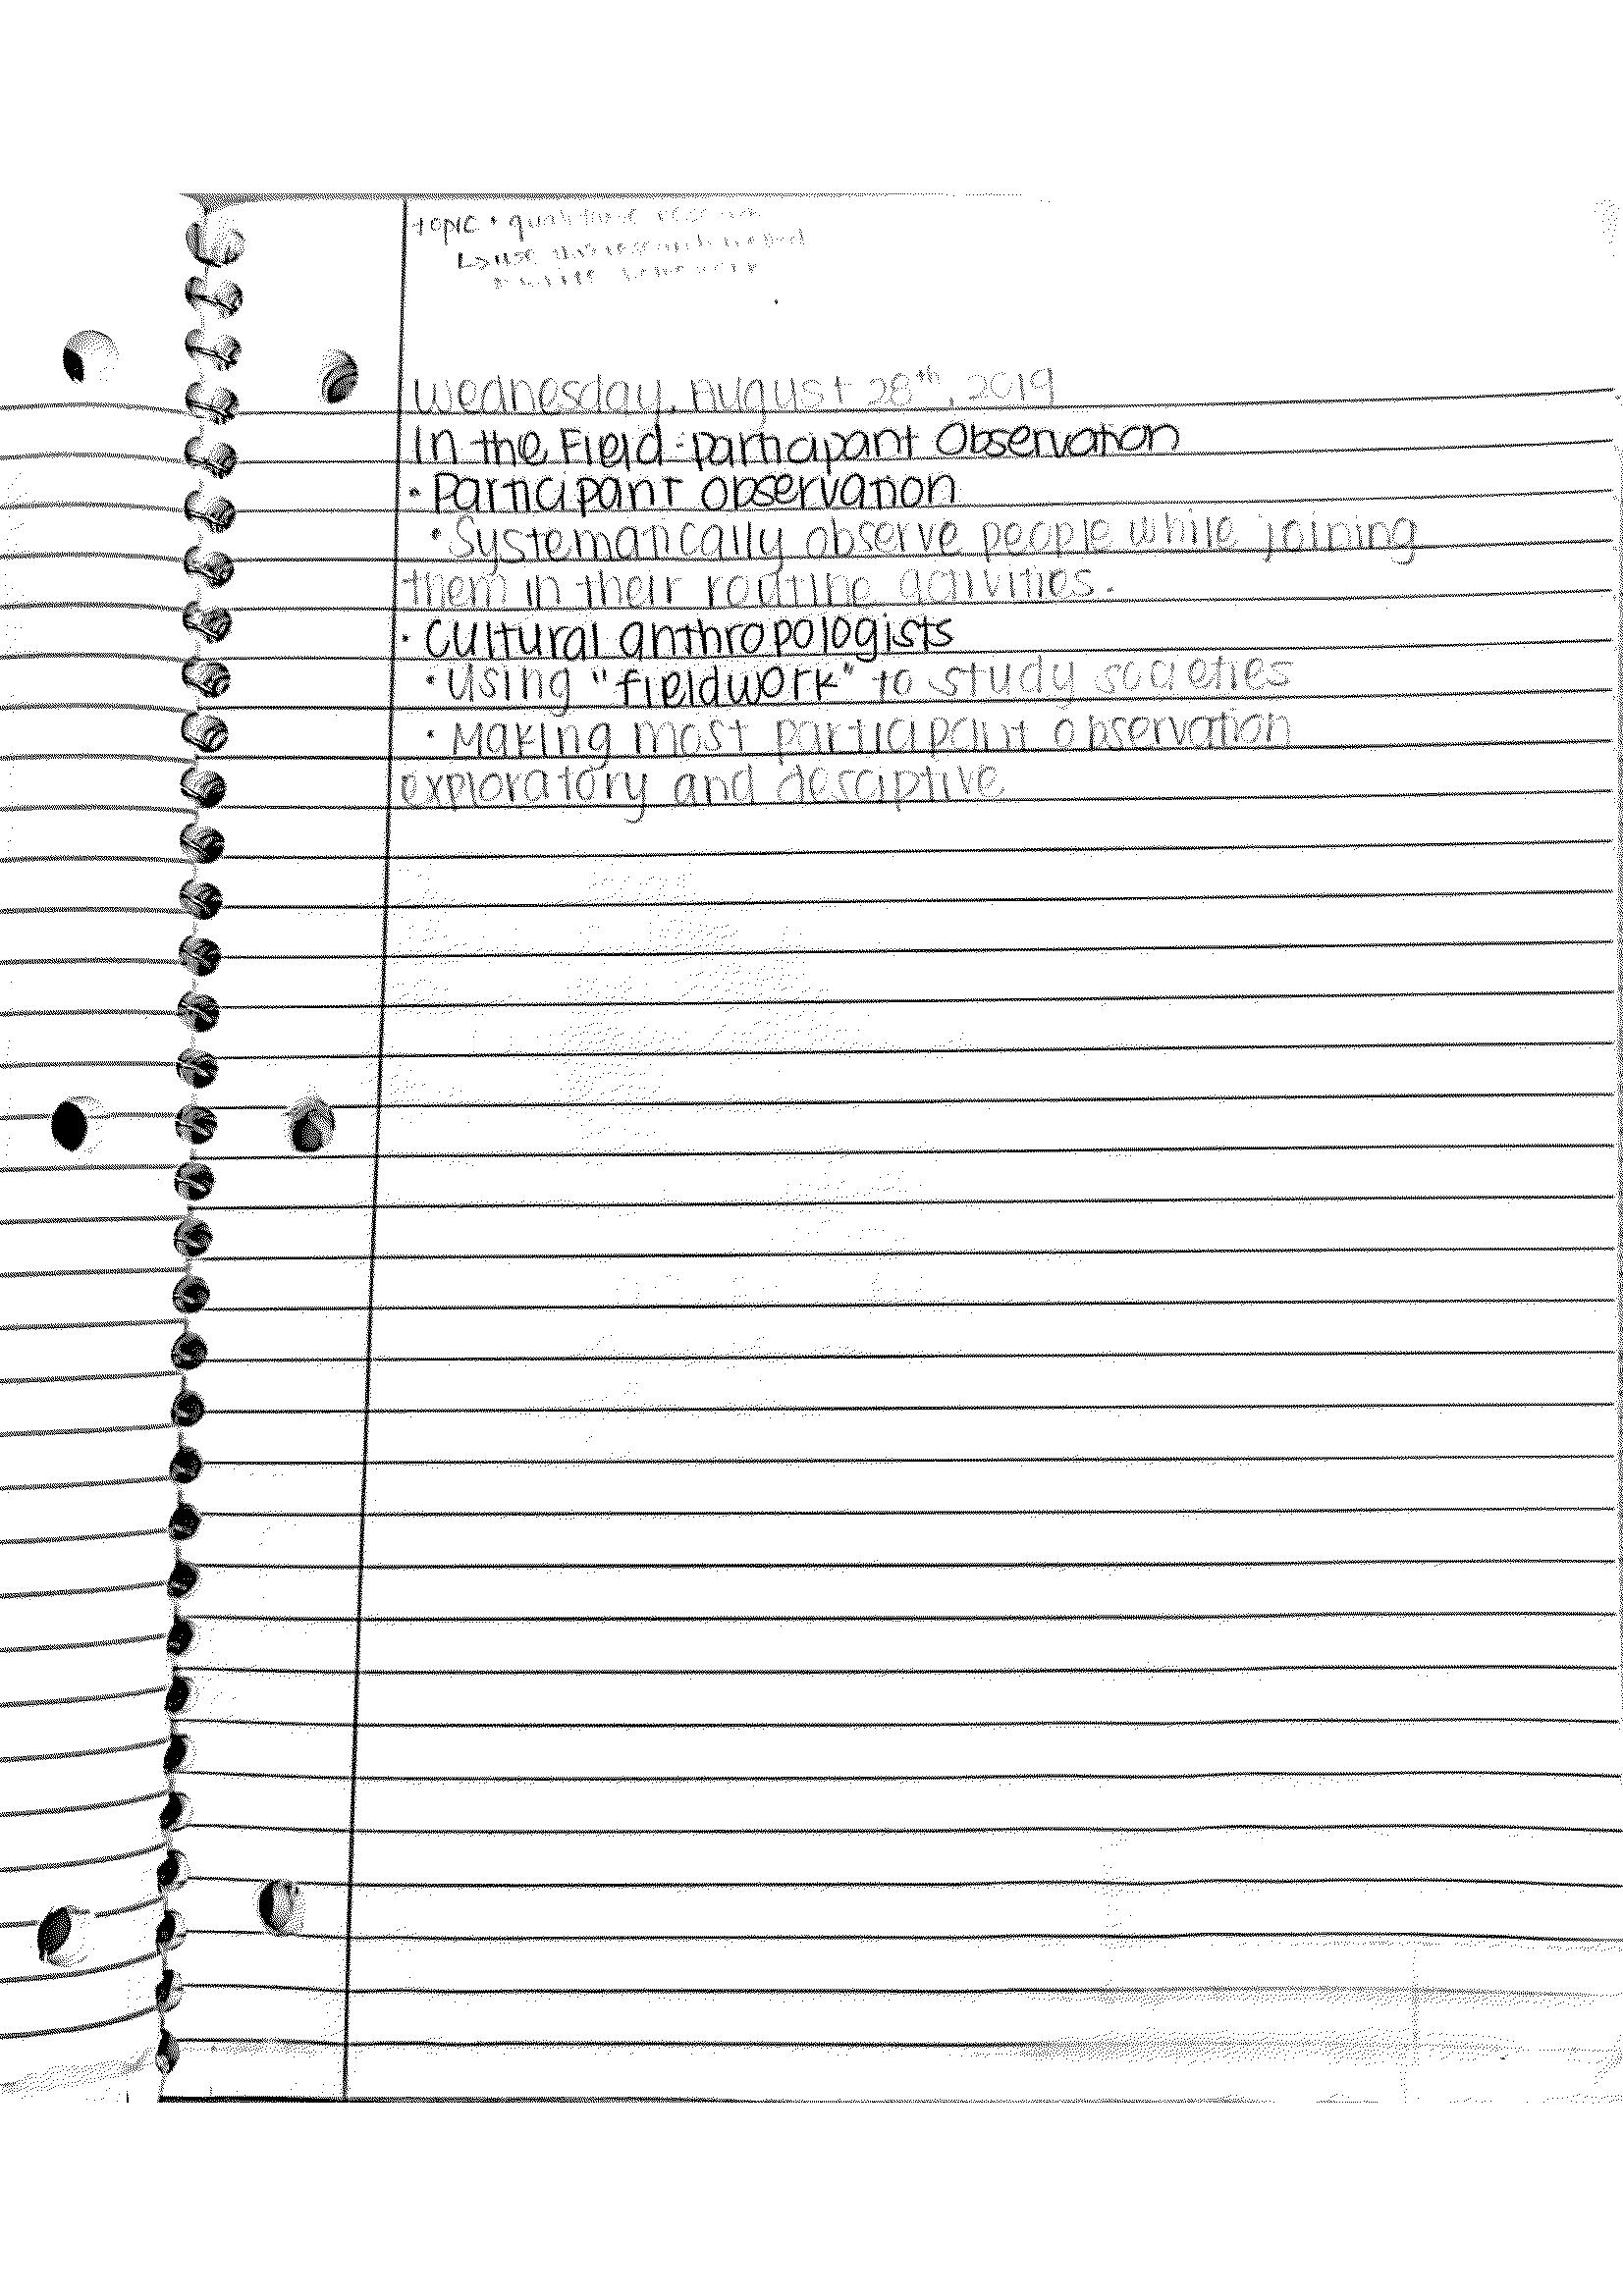 topic • qualitative research
↳ use this research method
Wednesday, August 28th, 2019
In the Field - participant Observation
• Participant observation
• Systematically observe people while joining
them in their routine activities.
• Cultural anthropologists
• Using "fieldwork" to study societies
• Making most participant observation
exploratory and desciptive